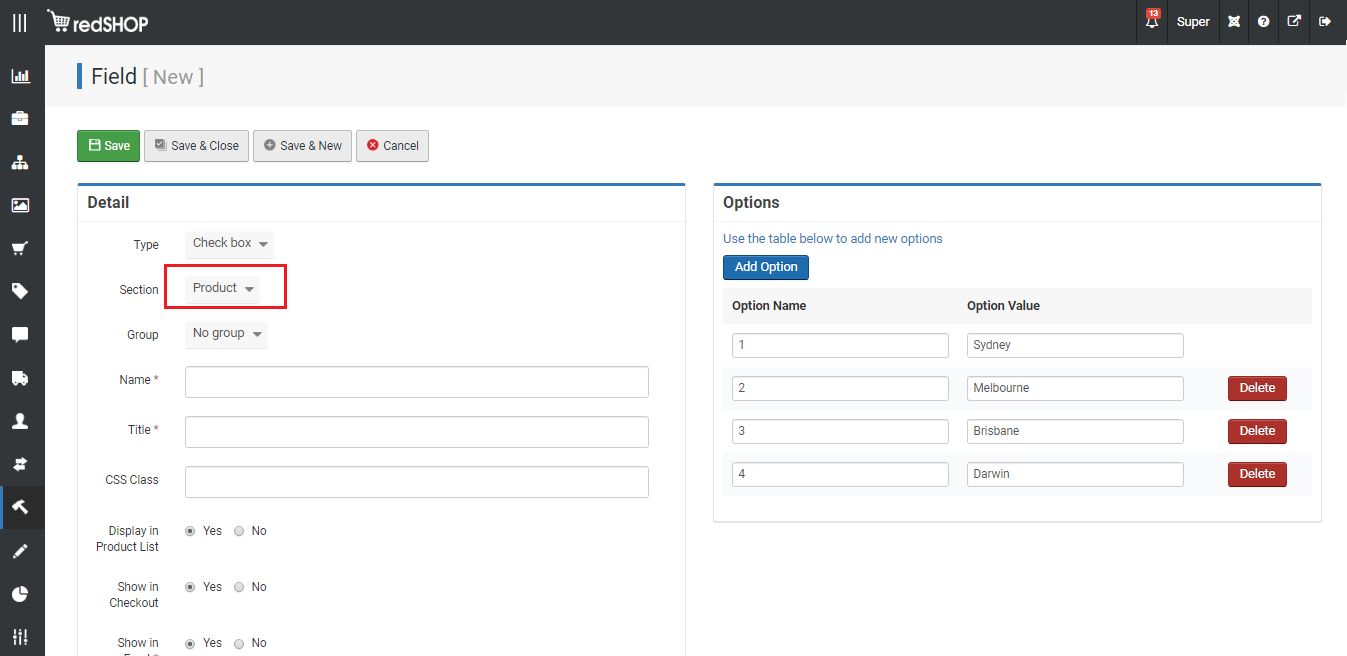 redSHOP
13
Super
Field [ New ]
Save
Save & Close
Save & New
Cancel
Detail
Type
Check box
Section
Product
Group
No group
Name *
Title *
CSS Class
Display in
Product List
Yes No
Show in
Checkout
Yes No
Show in
Yes No
Options
Use the table below to add new options
Add Option
Option Name Option Value
1 Sydney
2 Melbourne Delete
3 Brisbane Delete
4 Darwin Delete